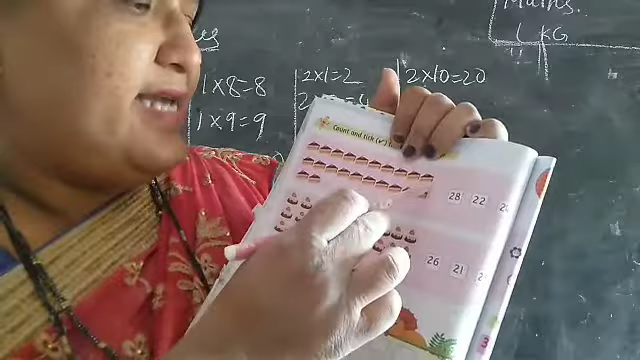 Maths.
LKG
1x8=8
1x9=9
2x1=2
2x10=20
Count and tick (✓)
28 22
26 21